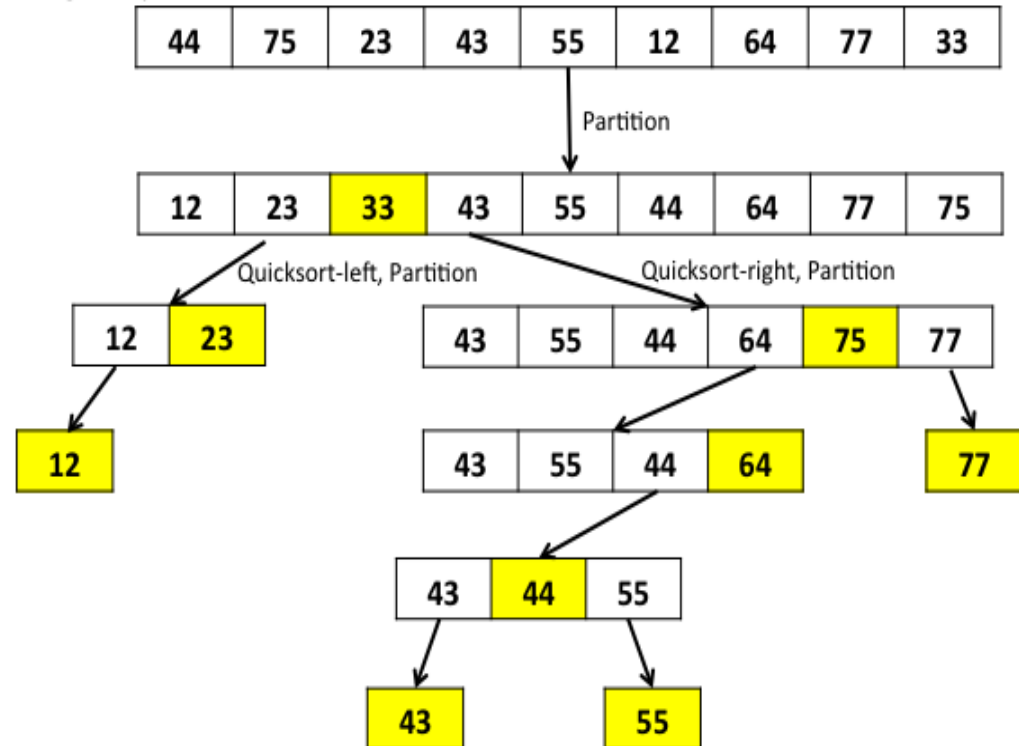 44 75 23 43 55 12 64 77 33
Partition
12 23 33 43 55 44 64 77 75
Quicksort-left, Partition
Quicksort-right, Partition
12 23
43 55 44 64 75 77
12
43 55 44 64
77
43 44 55
43
55